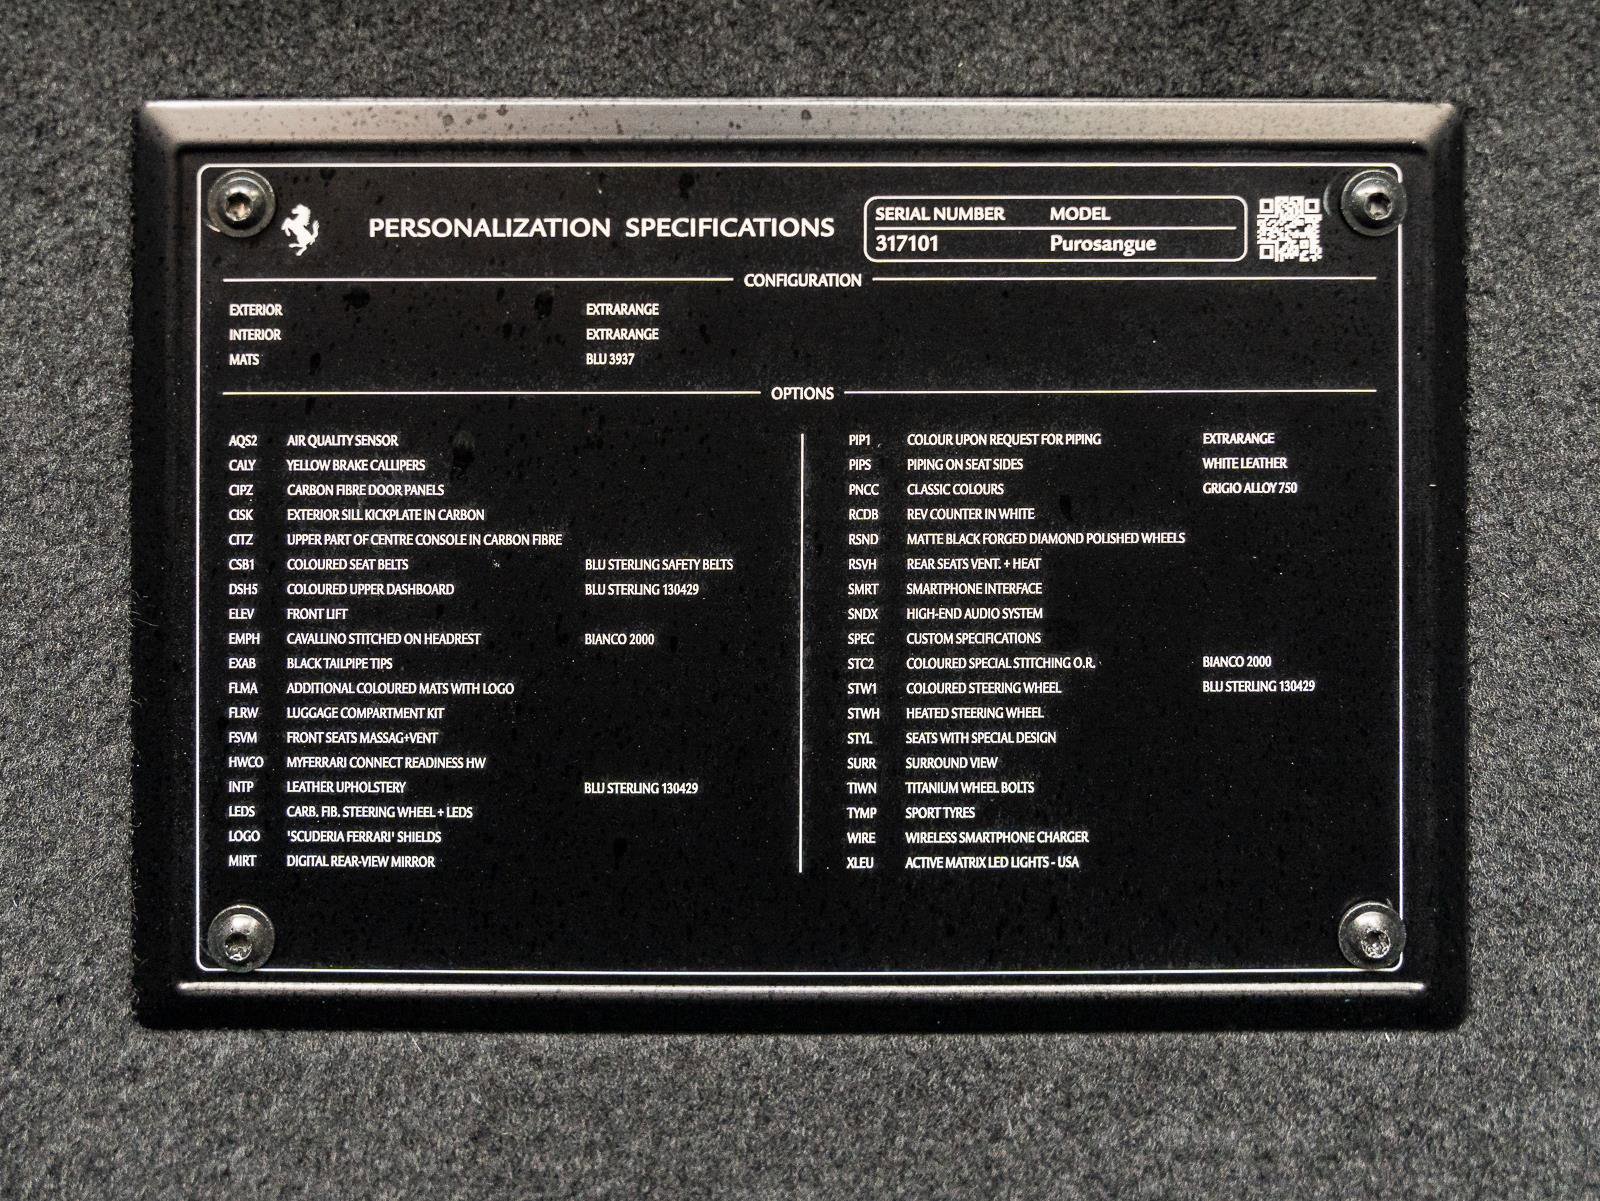 PERSONALIZATION SPECIFICATIONS
SERIAL NUMBER MODEL
317101 Purosangue
CONFIGURATION
EXTERIOR EXTRARANGE
INTERIOR EXTRARANGE
MATS BLU 3937
OPTIONS
AQS2 AIR QUALITY SENSOR
CALY YELLOW BRAKE CALLIPERS
CIPZ CARBON FIBRE DOOR PANELS
CISK EXTERIOR SILL KICKPLATE IN CARBON
CITZ UPPER PART OF CENTRE CONSOLE IN CARBON FIBRE
CSB1 COLOURED SEAT BELTS BLU STERLING SAFETY BELTS
DSH5 COLOURED UPPER DASHBOARD BLU STERLING 130429
ELEV FRONT LIFT
EMPH CAVALLINO STITCHED ON HEADREST BIANCO 2000
EXAB BLACK TAILPIPE TIPS
FLMA ADDITIONAL COLOURED MATS WITH LOGO
FLRW LUGGAGE COMPARTMENT KIT
FSVM FRONT SEATS MASSAG+VENT
HWCO MYFERRARI CONNECT READINESS HW
INTP LEATHER UPHOLSTERY BLU STERLING 130429
LEDS CARB. FIB. STEERING WHEEL + LEDS
LOGO 'SCUDERIA FERRARI' SHIELDS
MIRT DIGITAL REAR-VIEW MIRROR
PIP1 COLOUR UPON REQUEST FOR PIPING EXTRARANGE
PIPS PIPING ON SEAT SIDES WHITE LEATHER
PNCC CLASSIC COLOURS GRIGIO ALLOY 750
RCDB REV COUNTER IN WHITE
RSND MATTE BLACK FORGED DIAMOND POLISHED WHEELS
RSVH REAR SEATS VENT. + HEAT
SMRT SMARTPHONE INTERFACE
SNDX HIGH-END AUDIO SYSTEM
SPEC CUSTOM SPECIFICATIONS
STC2 COLOURED SPECIAL STITCHING O.R. BIANCO 2000
STW1 COLOURED STEERING WHEEL BLU STERLING 130429
STWH HEATED STEERING WHEEL
STYL SEATS WITH SPECIAL DESIGN
SURR SURROUND VIEW
TIWN TITANIUM WHEEL BOLTS
TYMP SPORT TYRES
WIRE WIRELESS SMARTPHONE CHARGER
XLEU ACTIVE MATRIX LED LIGHTS - USA